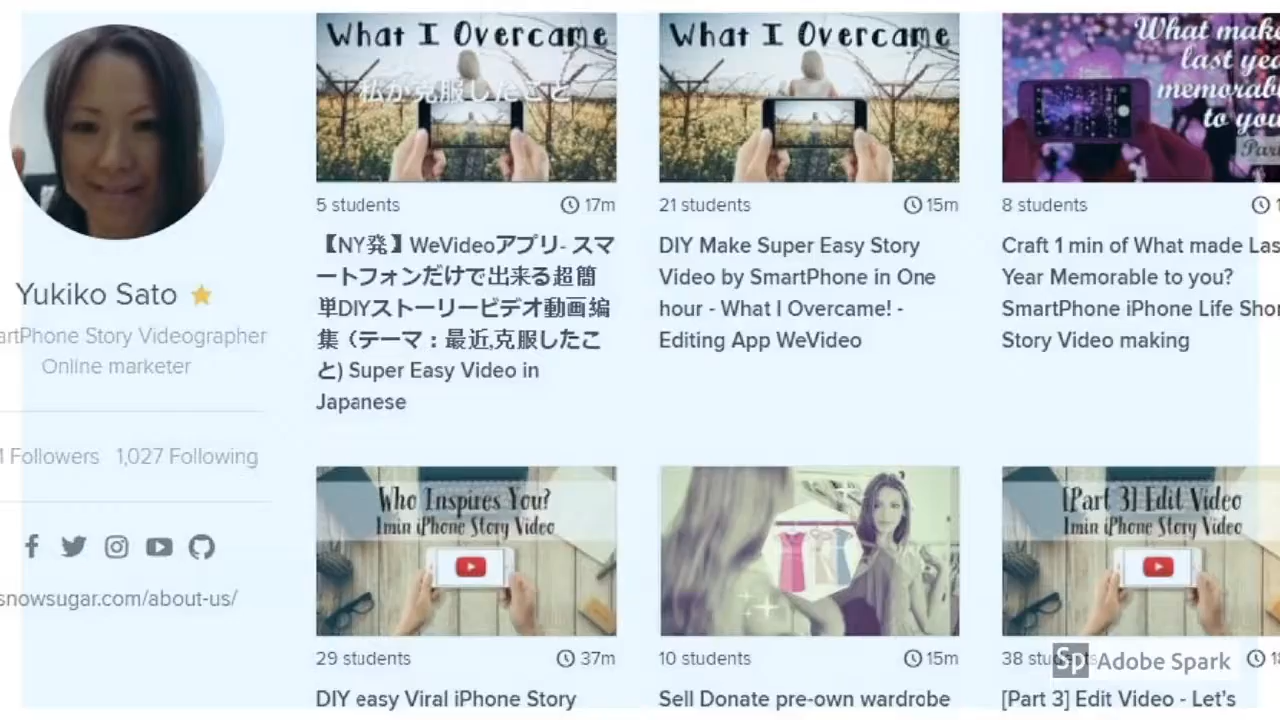 Yukiko Sato
artPhone Story Videographer
Online marketer
Followers 1,027 Following
snowsugar.com/about-us/
What I Overcame
私が克服したこと
5 students 17m
【NY発】WeVideoアプリ- スマ
ートフォンだけで出来る超簡
単DIYストーリービデオ動画編
集（テーマ：最近,克服したこ
と) Super Easy Video in
Japanese
What I Overcame
21 students 15m
DIY Make Super Easy Story
Video by SmartPhone in One
hour - What I Overcame! -
Editing App WeVideo
What make
last yea
memorabl
to you
Part
8 students 1
Craft 1 min of What made Las
Year Memorable to you?
SmartPhone iPhone Life Shor
Story Video making
Who Inspires You?
1min iPhone Story Video
29 students 37m
DIY easy Viral iPhone Story
10 students 15m
Sell Donate pre-own wardrobe
[Part 3] Edit Video
1min iPhone Story Video
38 students 18
[Part 3] Edit Video - Let's
Sp Adobe Spark